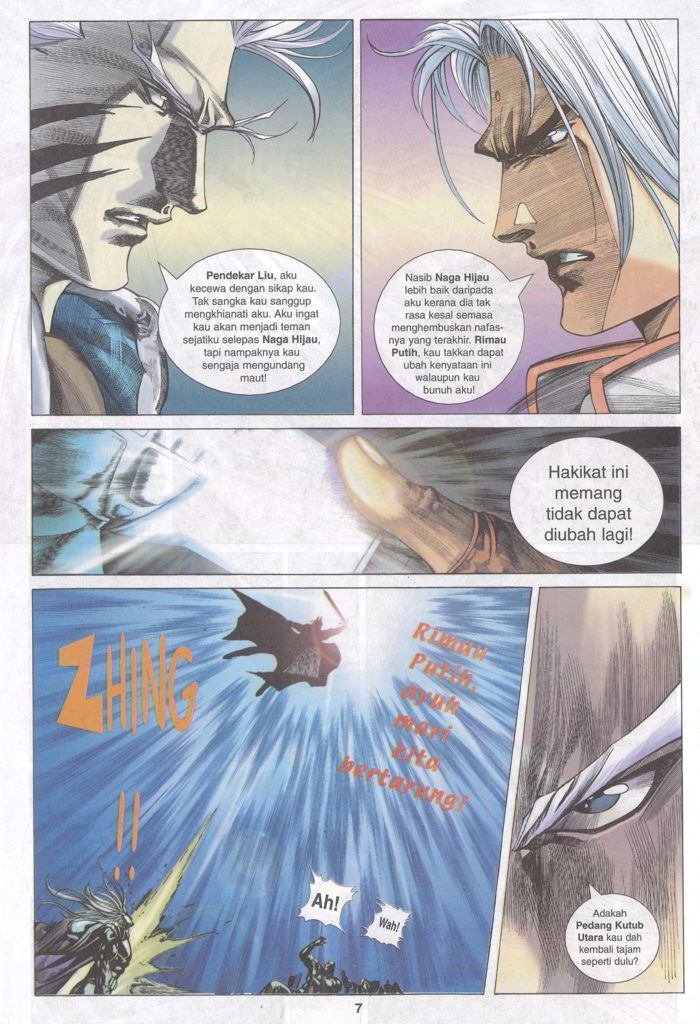 Pendekar Liu, aku
kecewa dengan sikap kau.
Tak sangka kau sanggup
mengkhianati aku. Aku ingat
kau akan menjadi teman
sejatiku selepas Naga Hijau,
tapi nampaknya kau
sengaja mengundang
maut!
Nasib Naga Hijau
lebih baik daripada
aku kerana dia tak
rasa kesal semasa
menghembuskan nafas-
nya yang terakhir. Rimau
Putih, kau takkan dapat
ubah kenyataan ini
walaupun kau
bunuh aku!
Hakikat ini
memang
tidak dapat
diubah lagi!
ZHING
Rimau
Putih,
ayuh
mari
kita
bertarung!
!!
Ah!
Wah!
Adakah
Pedang Kutub
Utara kau dah
kembali tajam
seperti dulu?
7